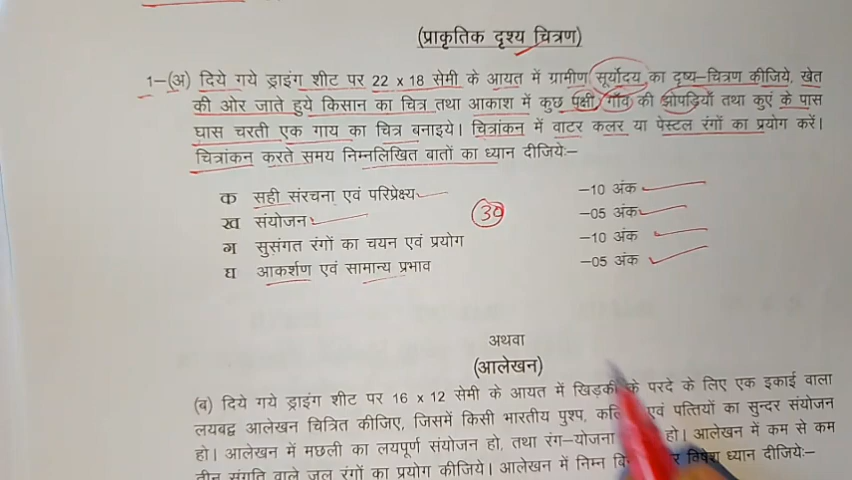 (प्राकृतिक दृश्य चित्रण)
1-(अ) दिये गये ड्राइंग शीट पर 22 x 18 सेमी के आयत में ग्रामीण सूर्योदय का दृष्य-चित्रण कीजिये, खेत
की ओर जाते हुये किसान का चित्र तथा आकाश में कुछ पक्षी गाँव की झोपड़ियाँ तथा कुएं के पास
घास चरती एक गाय का चित्र बनाइये। चित्रांकन में वाटर कलर या पेस्टल रंगों का प्रयोग करें।
चित्रांकन करते समय निम्नलिखित बातों का ध्यान दीजियेः-
क सही संरचना एवं परिप्रेक्ष्य -10 अंक
ख संयोजन -05 अंक
30
ग सुसंगत रंगों का चयन एवं प्रयोग -10 अंक
घ आकर्शण एवं सामान्य प्रभाव -05 अंक
अथवा
(आलेखन)
(ब) दिये गये ड्राइंग शीट पर 16 x 12 सेमी के आयत में खिड़की के परदे के लिए एक इकाई वाला
लयबद्ध आलेखन चित्रित कीजिए, जिसमें किसी भारतीय पुष्प, एवं पत्तियों का सुन्दर संयोजन
हो। आलेखन में मछली का लयपूर्ण संयोजन हो, तथा रंग-योजना हो। आलेखन में कम से कम
तीन संगति वाले जल रंगों का प्रयोग कीजिये। आलेखन में निम्न विशेष ध्यान दीजियेः-